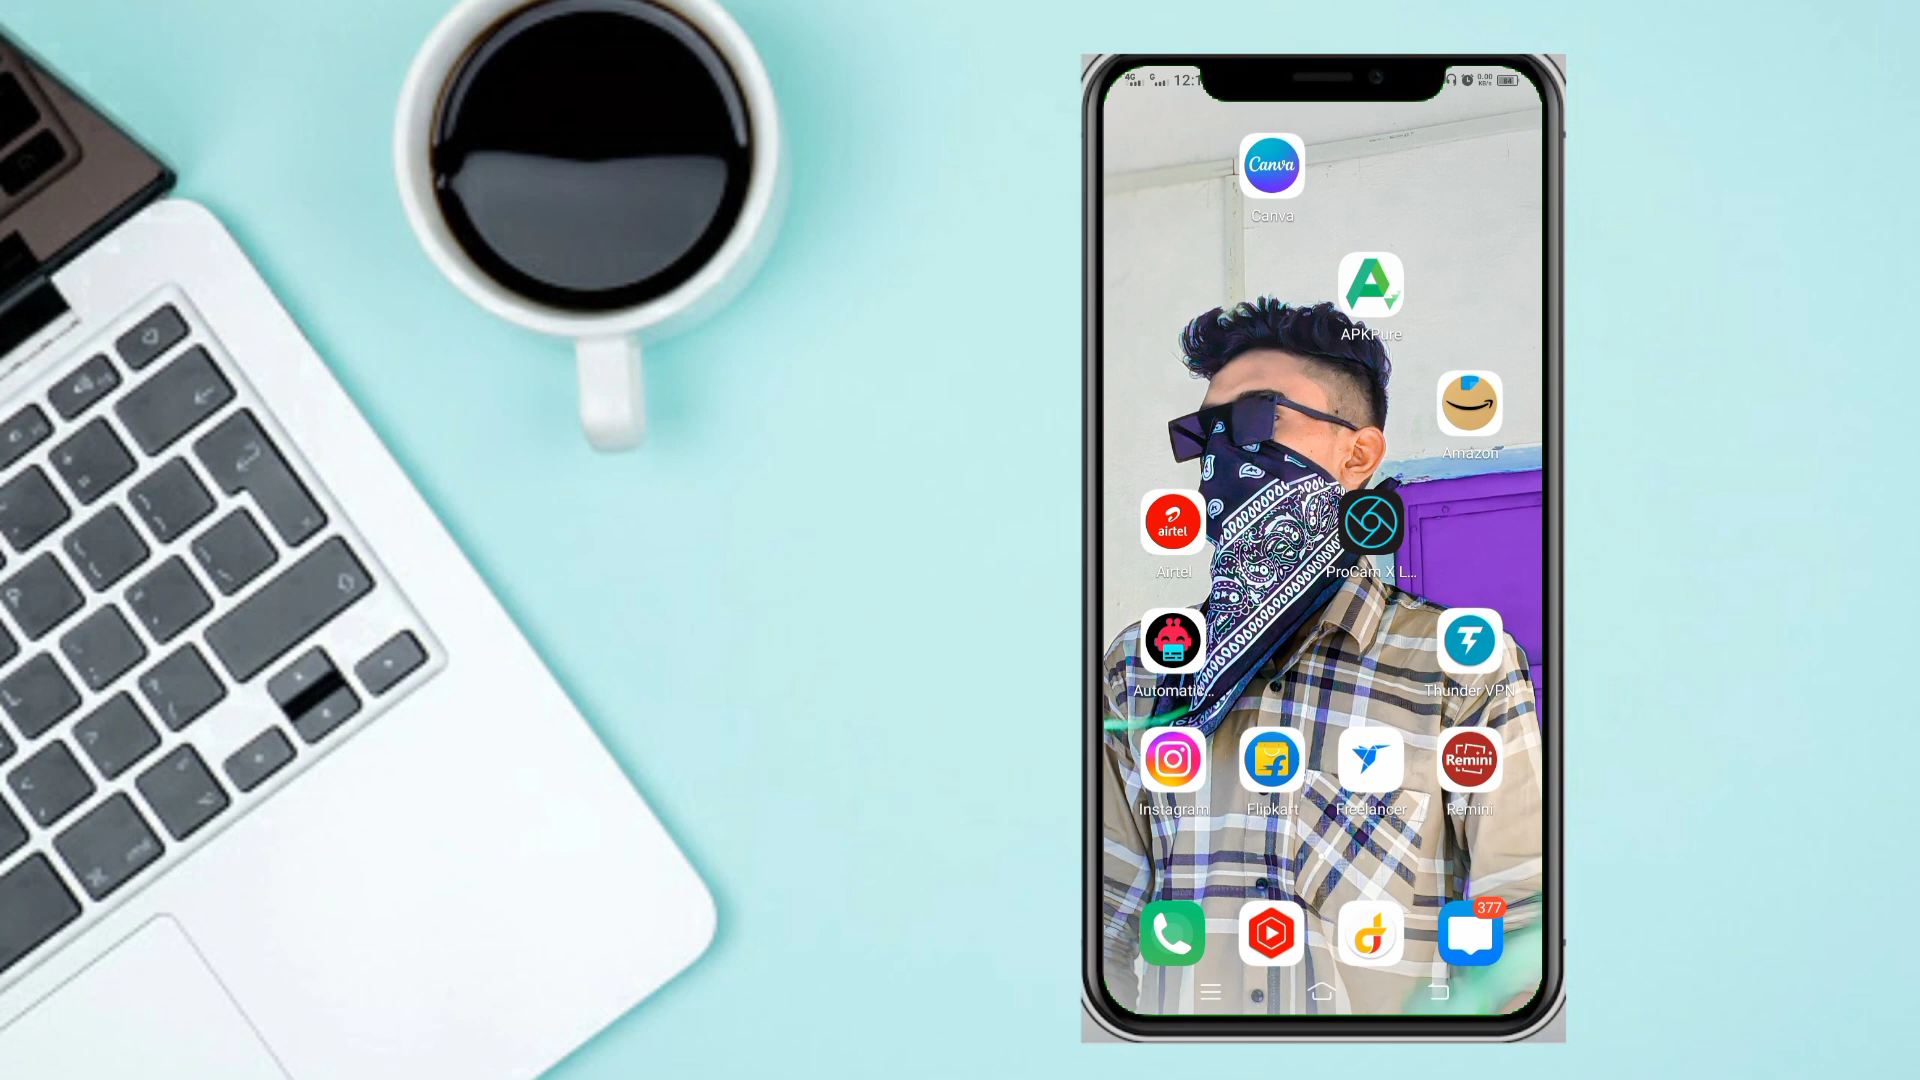 4G G 12:1 0.00 KB/s 84
Canva
Canva
APKPure
Amazon
airtel
Airtel
ProCam X L...
Automatic...
Thunder VPN
Remini
Instagram Flipkart Freelancer Remini
377